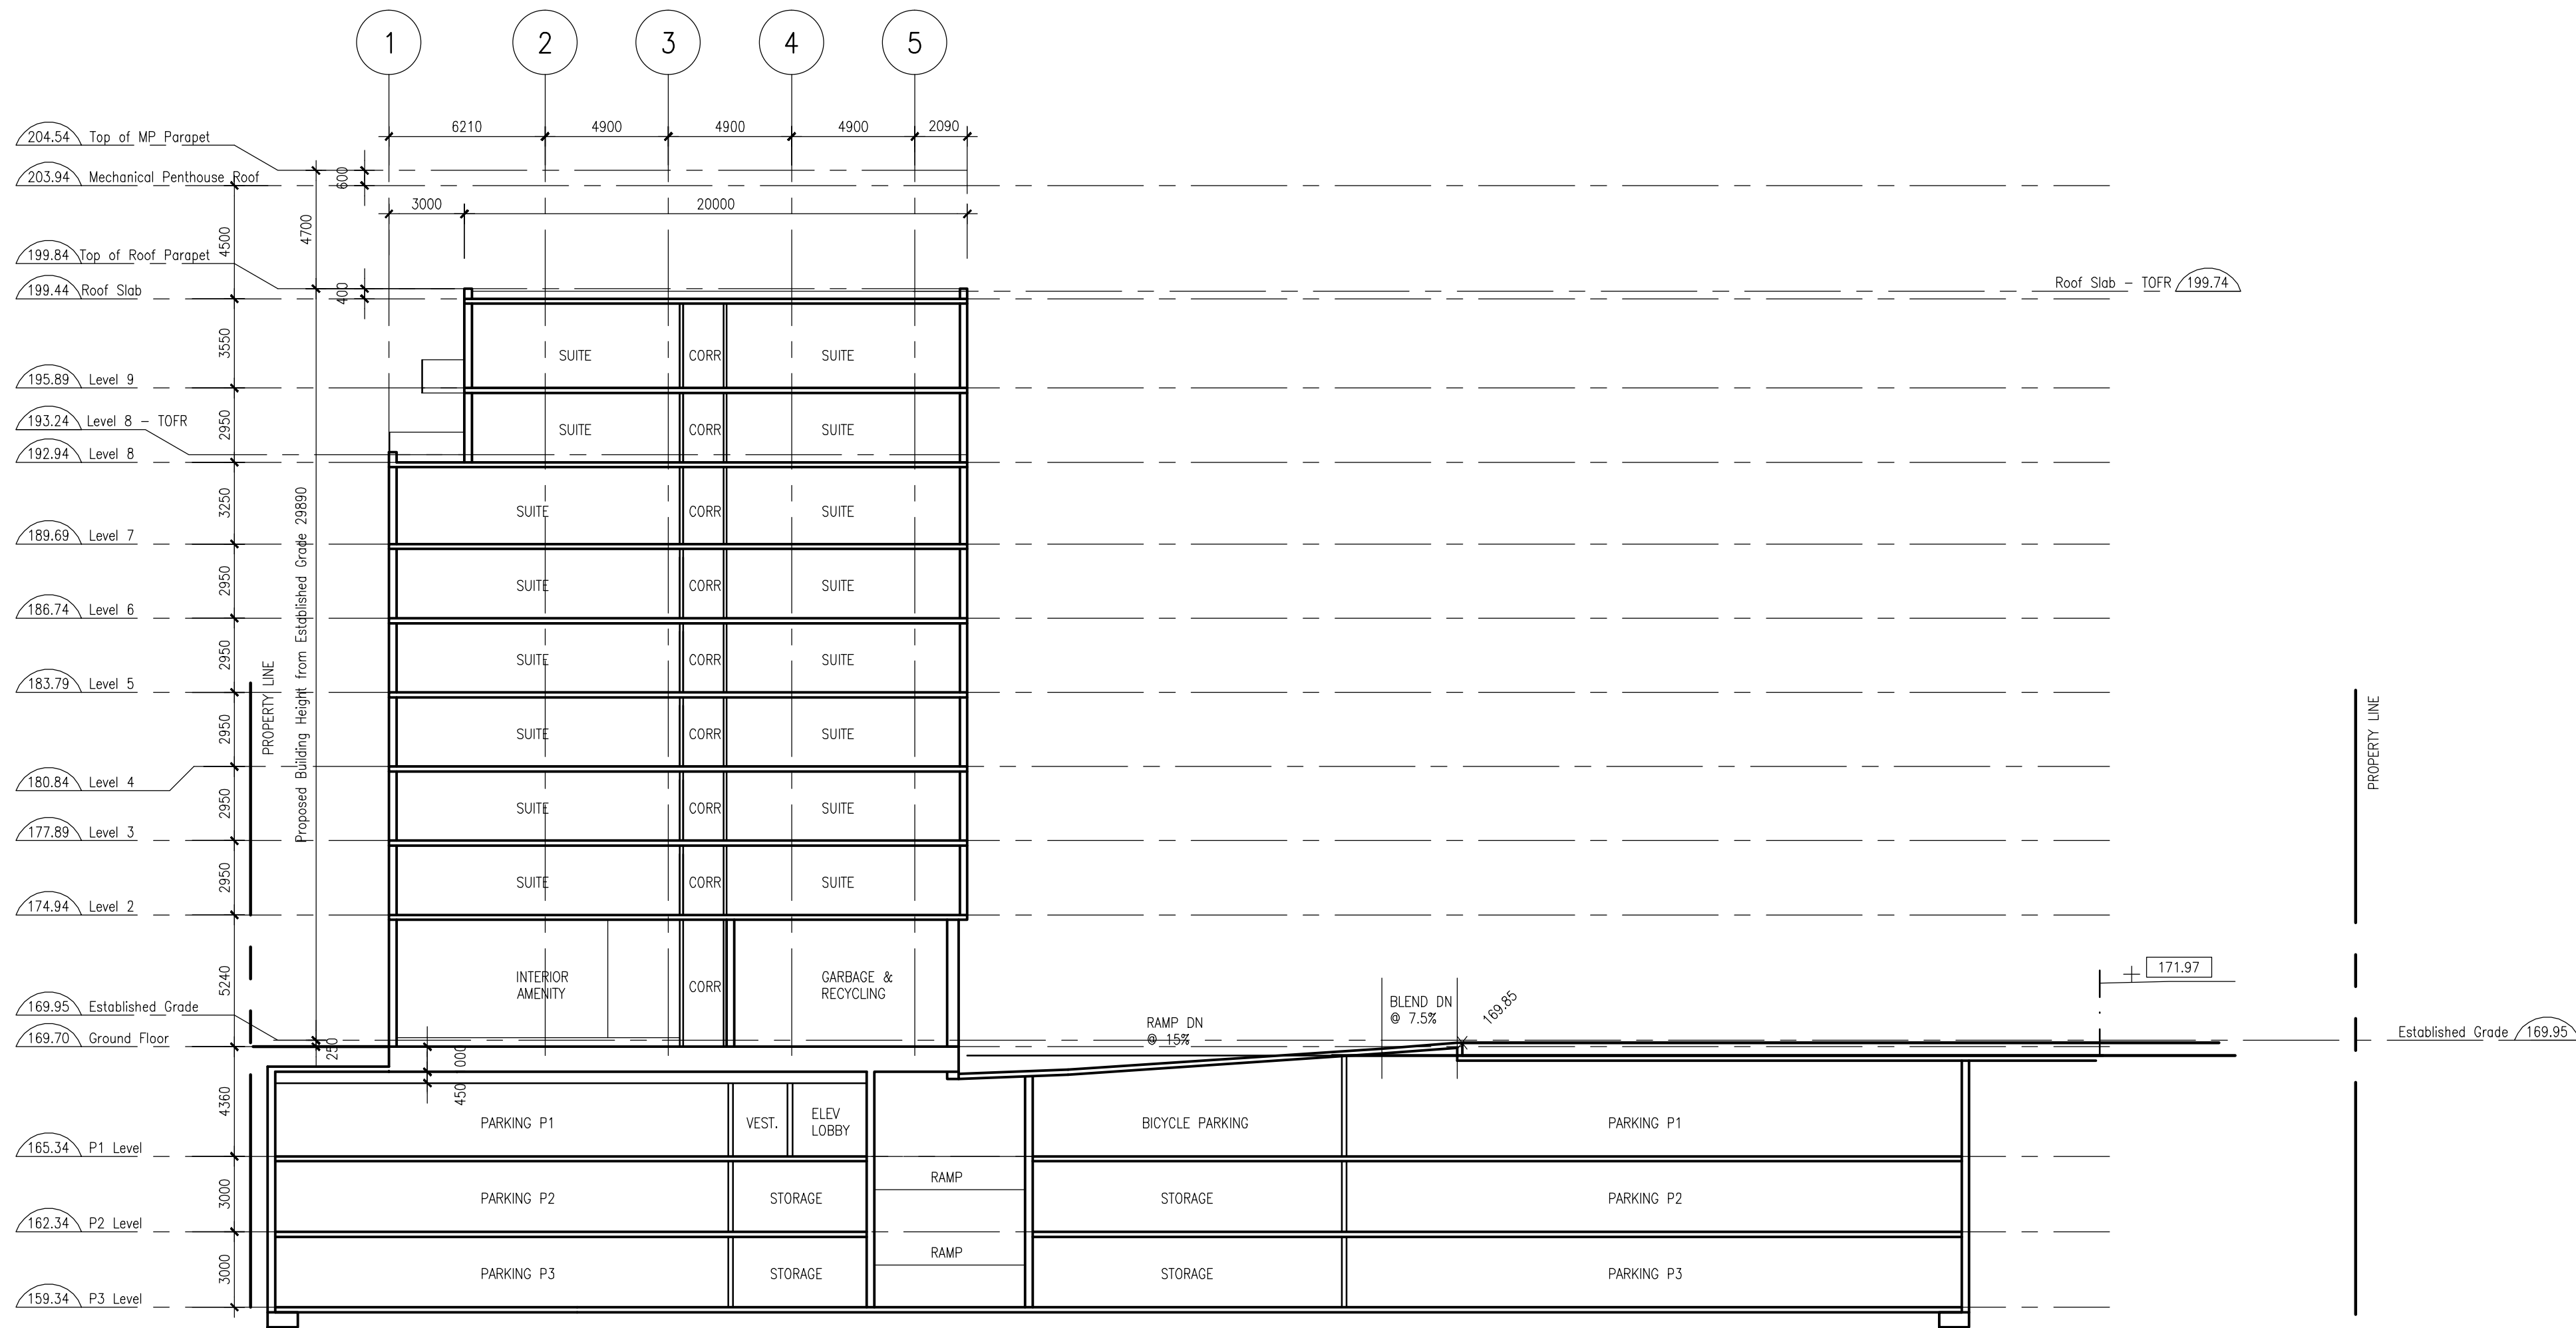 1 2 3 4 5
6210 4900 4900 4900 2090
204.54 Top of MP Parapet
600
203.94 Mechanical Penthouse Roof
3000 20000
4700
4500
199.84 Top of Roof Parapet
Roof Slab - TOFR 199.74
199.44 Roof Slab
400
3550
SUITE CORR SUITE
195.89 Level 9
2950
193.24 Level 8 - TOFR
SUITE CORR SUITE
192.94 Level 8
3250
SUITE CORR SUITE
189.69 Level 7
2950
SUITE CORR SUITE
186.74 Level 6
2950
SUITE CORR SUITE
183.79 Level 5
PROPERTY LINE
Proposed Building Height from Established Grade 29890
PROPERTY LINE
2950
SUITE CORR SUITE
180.84 Level 4
2950
SUITE CORR SUITE
177.89 Level 3
2950
SUITE CORR SUITE
174.94 Level 2
5240
INTERIOR
AMENITY
CORR
GARBAGE &
RECYCLING
171.97
169.95 Established Grade
BLEND DN
@ 7.5%
169.85
RAMP DN
@ 15%
Established Grade 169.95
169.70 Ground Floor
250
1000
450
4360
PARKING P1 VEST.
ELEV
LOBBY
BICYCLE PARKING PARKING P1
165.34 P1 Level
3000
RAMP
PARKING P2 STORAGE STORAGE PARKING P2
162.34 P2 Level
3000
RAMP
PARKING P3 STORAGE STORAGE PARKING P3
159.34 P3 Level